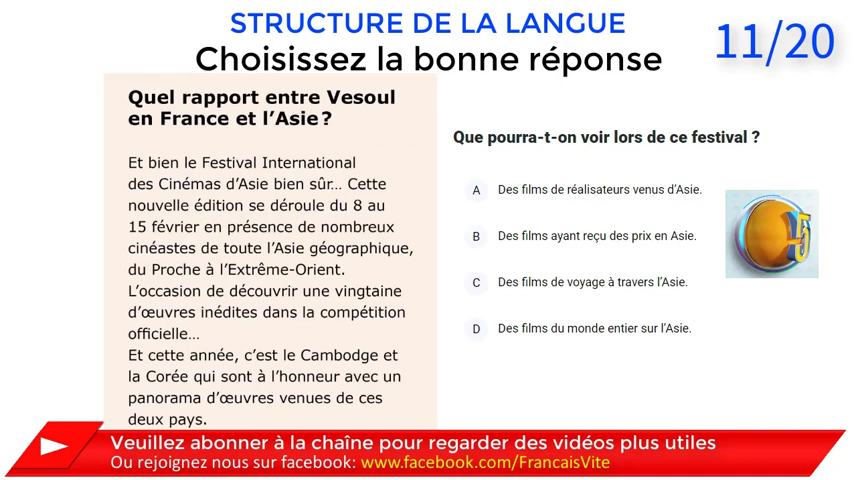 STRUCTURE DE LA LANGUE
Choisissez la bonne réponse
11/20
Quel rapport entre Vesoul
en France et l'Asie ?
Et bien le Festival International
des Cinémas d'Asie bien sûr... Cette
nouvelle édition se déroule du 8 au
15 février en présence de nombreux
cinéastes de toute l'Asie géographique,
du Proche à l'Extrême-Orient.
L'occasion de découvrir une vingtaine
d'œuvres inédites dans la compétition
officielle...
Et cette année, c'est le Cambodge et
la Corée qui sont à l'honneur avec un
panorama d'œuvres venues de ces
deux pays.
Que pourra-t-on voir lors de ce festival ?
A Des films de réalisateurs venus d'Asie.
B Des films ayant reçu des prix en Asie.
C Des films de voyage à travers l'Asie.
D Des films du monde entier sur l'Asie.
5
Veuillez abonner à la chaîne pour regarder des vidéos plus utiles
Ou rejoignez nous sur facebook: www.facebook.com/FrancaisVite